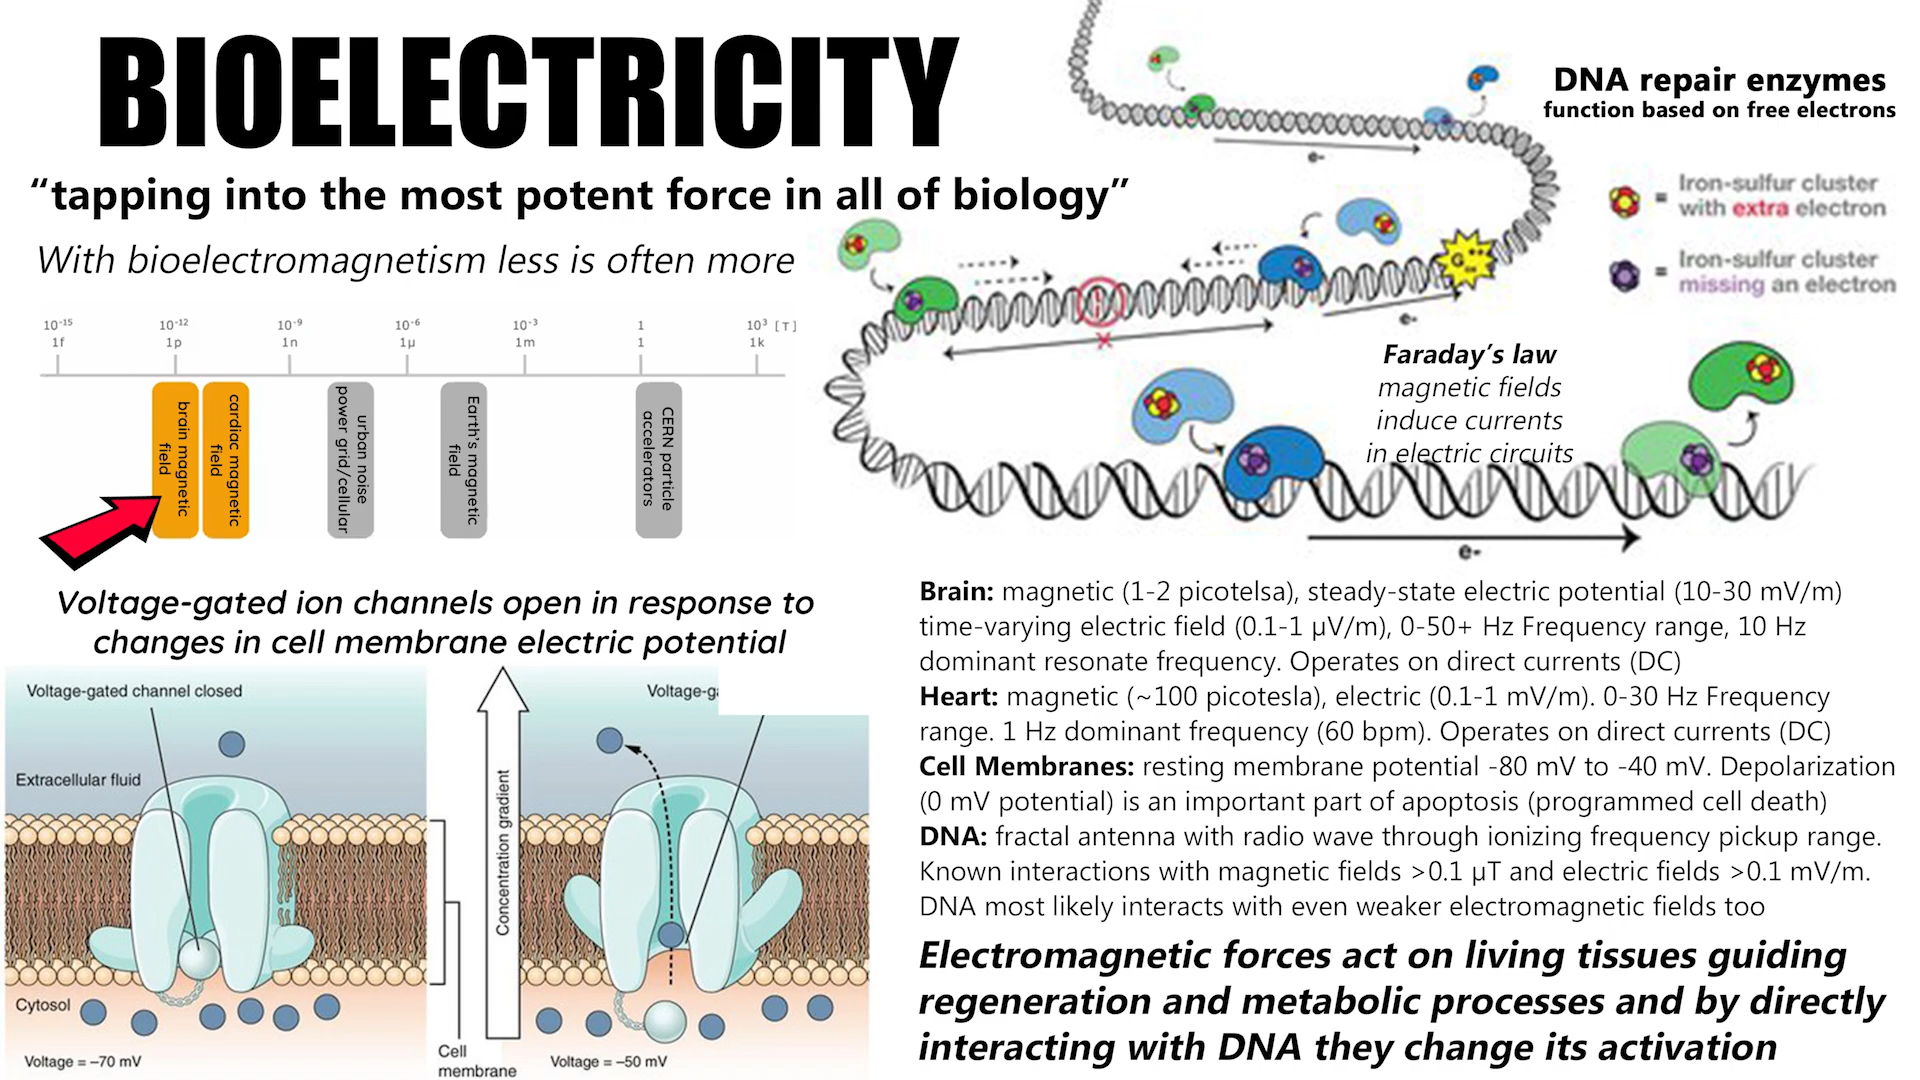 BIOELECTRICITY
“tapping into the most potent force in all of biology”
With bioelectromagnetism less is often more
10-15 10-12 10-9 10-6 10-3 1 103 [T]
1f 1p 1n 1µ 1m 1 1k
brain magnetic
field
cardiac magnetic
field
urban noise
power grid/cellular
Earth's magnetic
field
CERN particle
accelerators
Voltage-gated ion channels open in response to
changes in cell membrane electric potential
Voltage-gated channel closed
Extracellular fluid
Cytosol
Voltage = –70 mV
Concentration gradient
Cell
membrane
Voltage-ga
Voltage = –50 mV
DNA repair enzymes
function based on free electrons
e-
= Iron-sulfur cluster
with extra electron
= Iron-sulfur cluster
missing an electron
G
e-
Faraday’s law
magnetic fields
induce currents
in electric circuits
e-
Brain: magnetic (1-2 picotelsa), steady-state electric potential (10-30 mV/m)
time-varying electric field (0.1-1 µV/m), 0-50+ Hz Frequency range, 10 Hz
dominant resonate frequency. Operates on direct currents (DC)
Heart: magnetic (~100 picotesla), electric (0.1-1 mV/m). 0-30 Hz Frequency
range. 1 Hz dominant frequency (60 bpm). Operates on direct currents (DC)
Cell Membranes: resting membrane potential -80 mV to -40 mV. Depolarization
(0 mV potential) is an important part of apoptosis (programmed cell death)
DNA: fractal antenna with radio wave through ionizing frequency pickup range.
Known interactions with magnetic fields >0.1 µT and electric fields >0.1 mV/m.
DNA most likely interacts with even weaker electromagnetic fields too
Electromagnetic forces act on living tissues guiding
regeneration and metabolic processes and by directly
interacting with DNA they change its activation